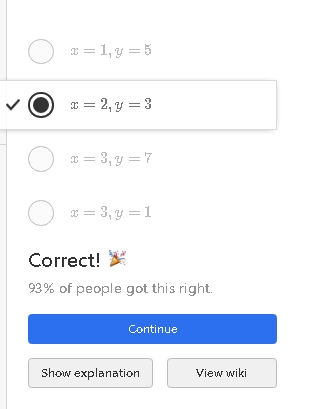 x = 1, y = 5
x = 2, y = 3
x = 3, y = 7
x = 3, y = 1
Correct! 🎉
93% of people got this right.
Continue
Show explanation
View wiki